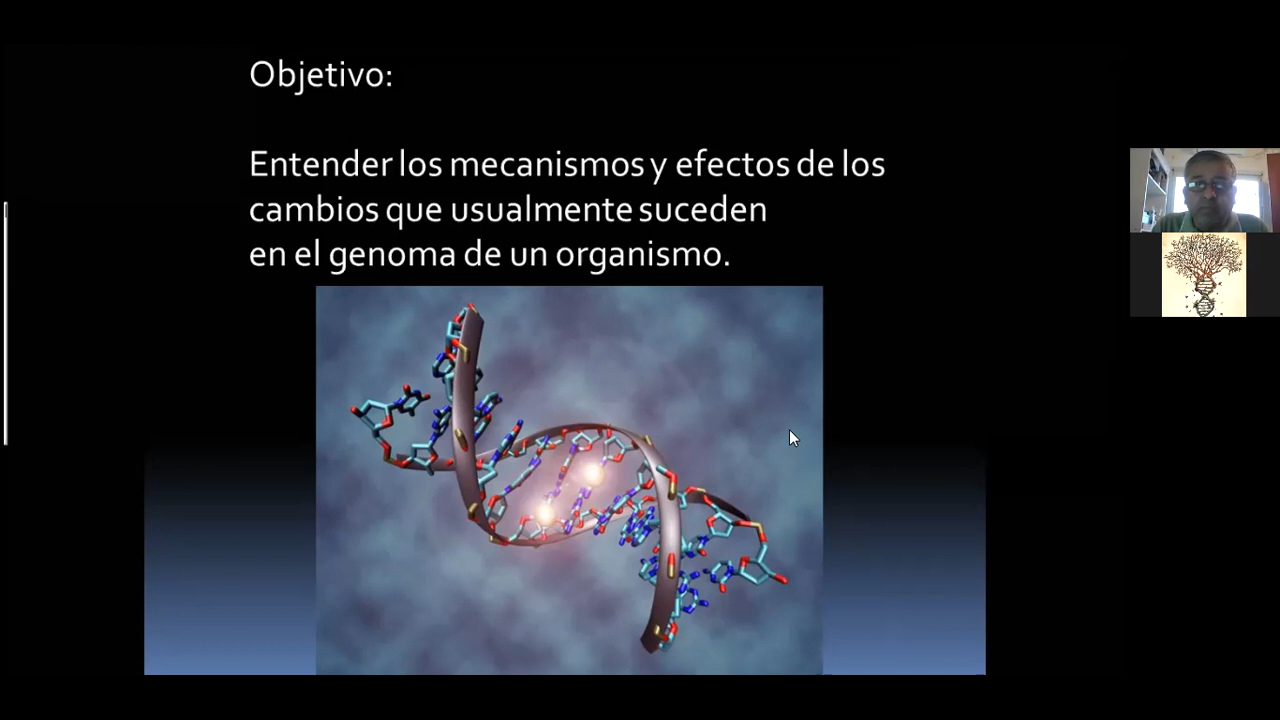 Objetivo:
Entender los mecanismos y efectos de los
cambios que usualmente suceden
en el genoma de un organismo.